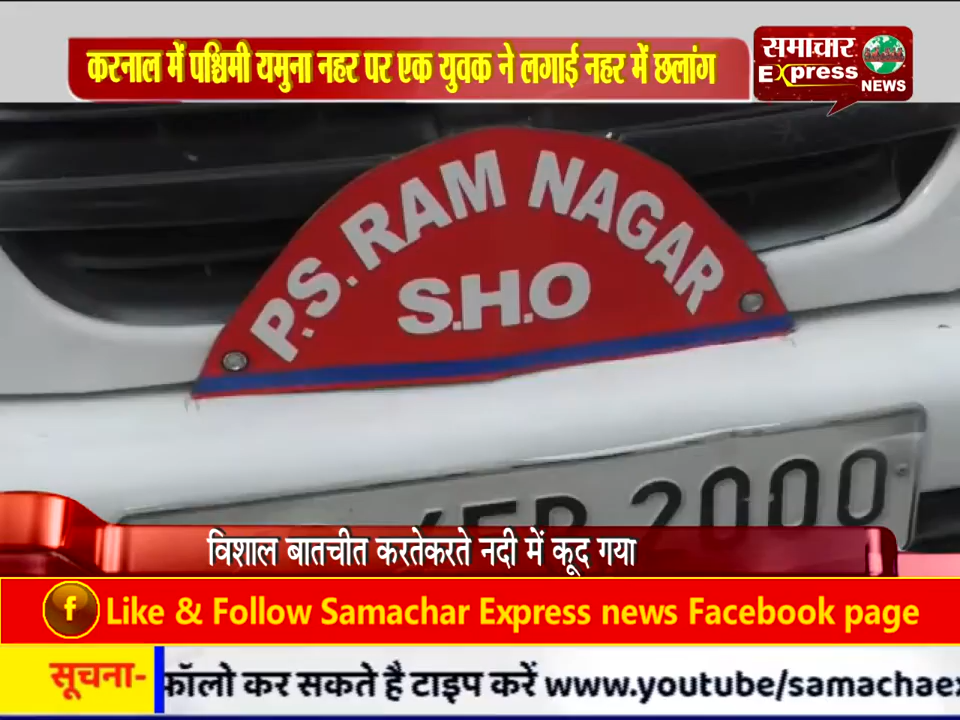 करनाल में पश्चिमी यमुना नहर पर एक युवक ने लगाई नहर में छलांग
समाचार
Express
NEWS
P.S. RAM NAGAR
S.H.O
2000
विशाल बातचीत करतेकरते नदी में कूद गया
f Like & Follow Samachar Express news Facebook page
सूचना- फॉलो कर सकते है टाइप करें www.youtube/samachaex